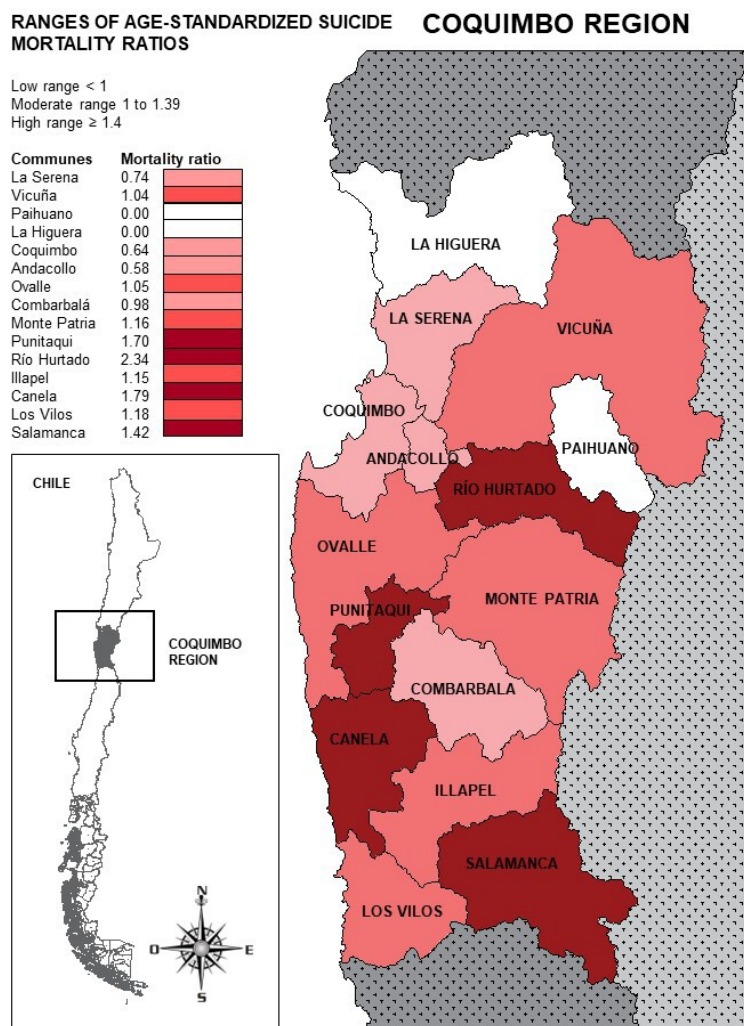 RANGES OF AGE-STANDARDIZED SUICIDE
MORTALITY RATIOS
COQUIMBO REGION
Low range < 1
Moderate range 1 to 1.39
High range ≥ 1.4
Communes Mortality ratio
La Serena 0.74
Vicuña 1.04
Paihuano 0.00
La Higuera 0.00
Coquimbo 0.64
Andacollo 0.58
Ovalle 1.05
Combarbalá 0.98
Monte Patria 1.16
Punitaqui 1.70
Río Hurtado 2.34
Illapel 1.15
Canela 1.79
Los Vilos 1.18
Salamanca 1.42
LA HIGUERA
LA SERENA
VICUÑA
COQUIMBO
PAIHUANO
ANDACOLLO
RÍO HURTADO
OVALLE
MONTE PATRIA
PUNITAQUI
COMBARBALA
CANELA
ILLAPEL
SALAMANCA
LOS VILOS
CHILE
COQUIMBO
REGION
N
O
E
S